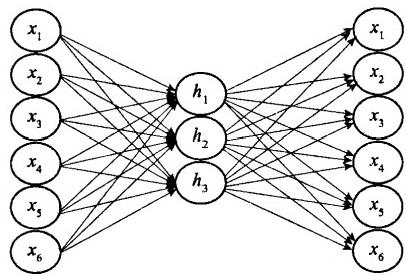 x₁
x₂
x₃
x₄
x₅
x₆
h₁
h₂
h₃
x₁
x₂
x₃
x₄
x₅
x₆